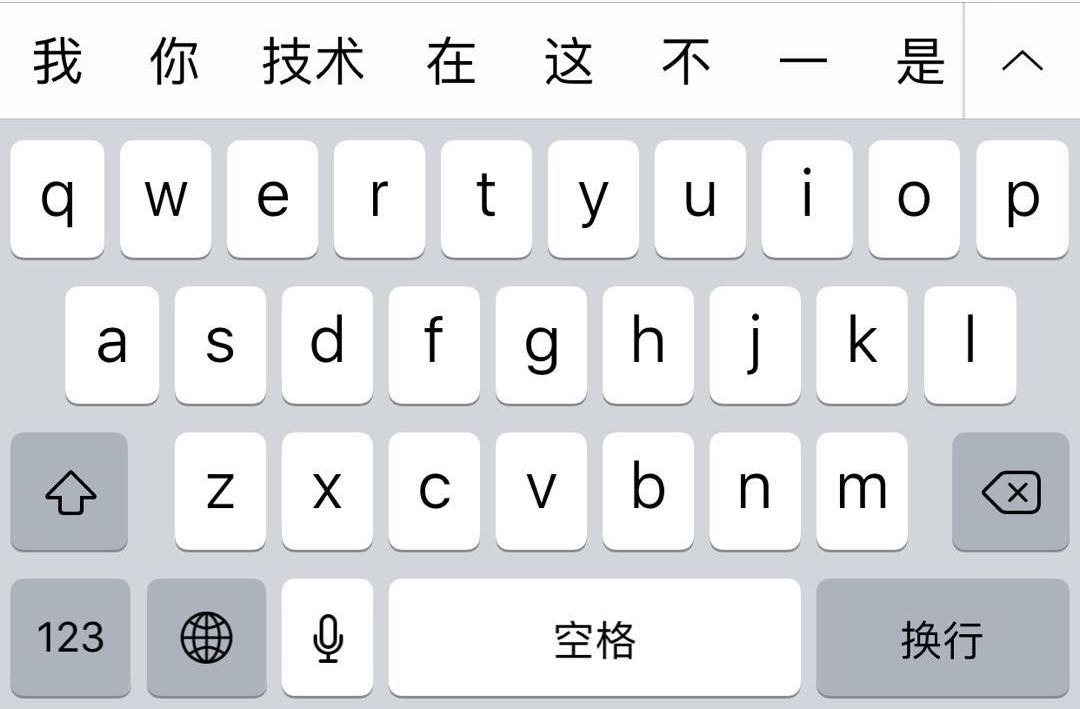 我 你 技术 在 这 不 一 是
q w e r t y u i o p
a s d f g h j k l
z x c v b n m
123 空格 换行